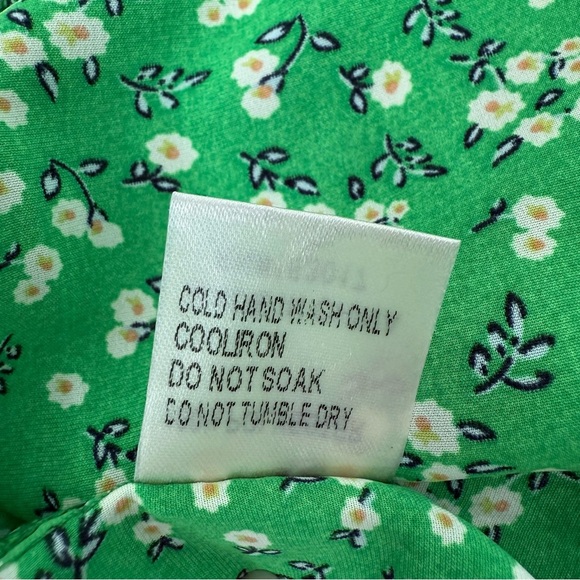 COLD HAND WASH ONLY
COOL IRON
DO NOT SOAK
DO NOT TUMBLE DRY